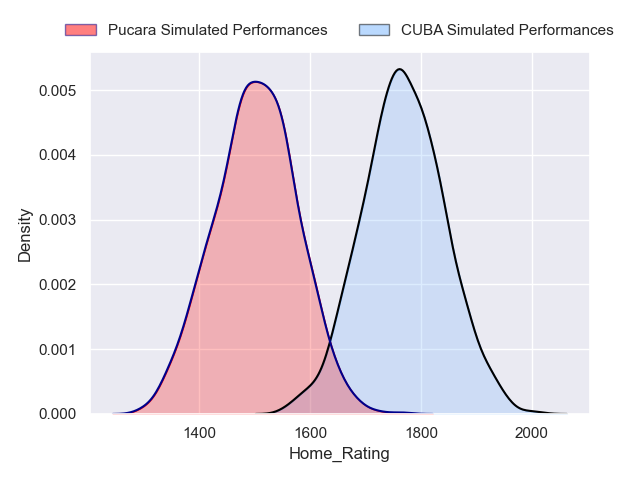 Pucara Simulated Performances CUBA Simulated Performances
0.005
0.004
0.003
0.002
0.001
0.000
Density
1400 1600 1800 2000
Home_Rating